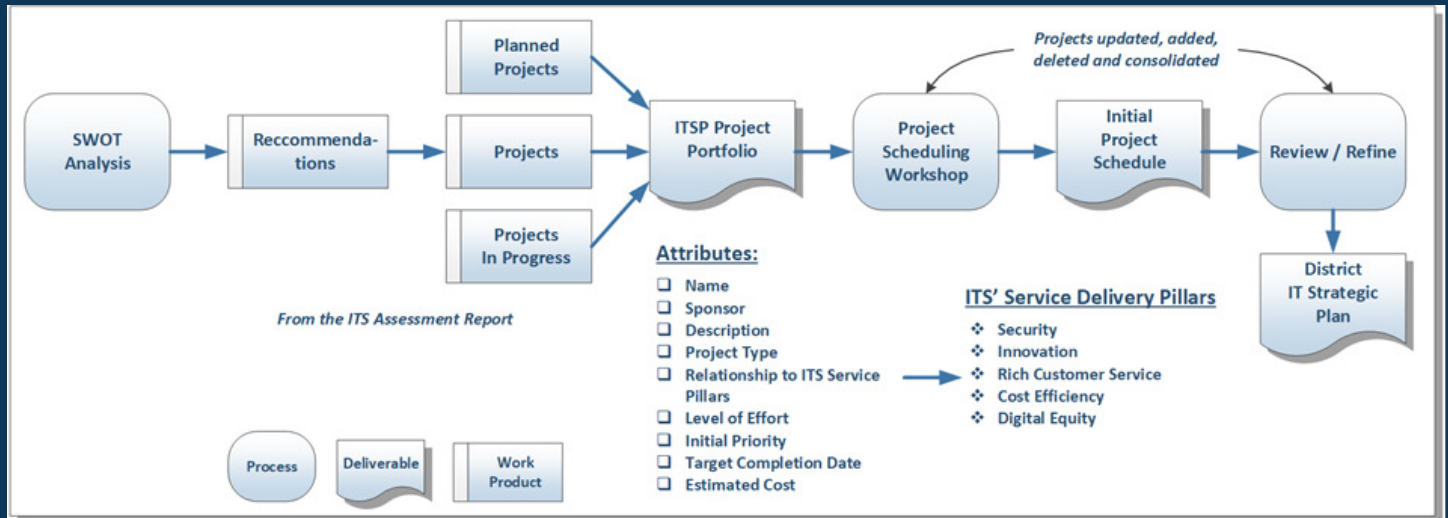 SWOT
Analysis
Reccommenda-
tions
Planned
Projects
Projects
Projects
In Progress
From the ITS Assessment Report
ITSP Project
Portfolio
Project
Scheduling
Workshop
Projects updated, added,
deleted and consolidated
Initial
Project
Schedule
Review / Refine
District
IT Strategic
Plan
Attributes:
Name
Sponsor
Description
Project Type
Relationship to ITS Service
Pillars
Level of Effort
Initial Priority
Target Completion Date
Estimated Cost
ITS' Service Delivery Pillars
Security
Innovation
Rich Customer Service
Cost Efficiency
Digital Equity
Process
Deliverable
Work
Product